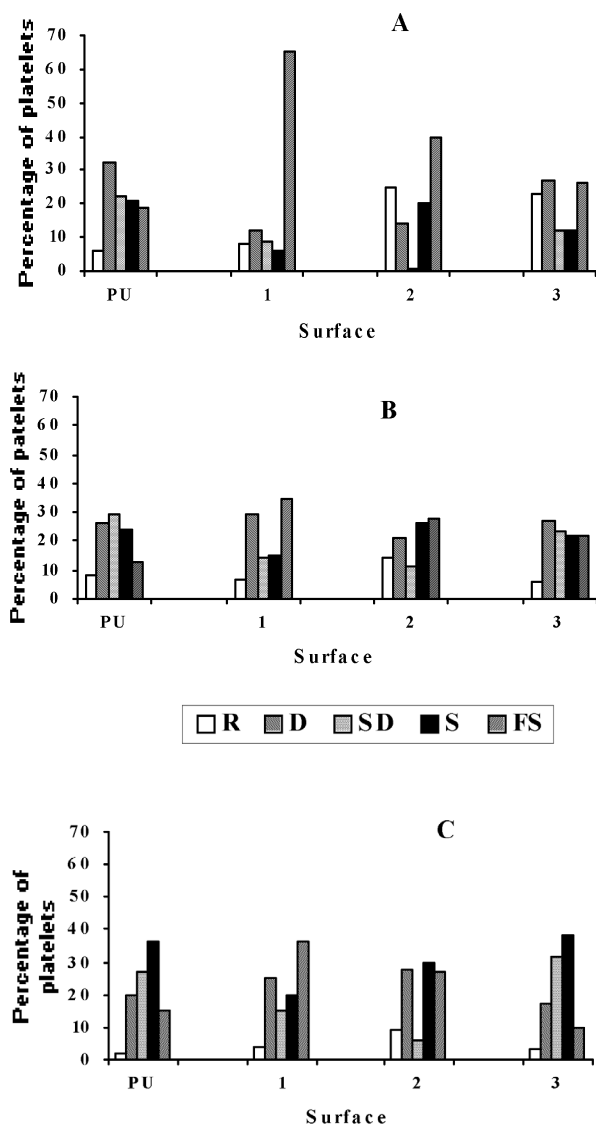 A
Percentage of platelets
70
60
50
40
30
20
10
0
PU 1 2 3
Surface
B
Percentage of patelets
70
60
50
40
30
20
10
0
PU 1 2 3
Surface
R D SD S FS
C
Percentage of
platelets
70
60
50
40
30
20
10
0
PU 1 2 3
Surface